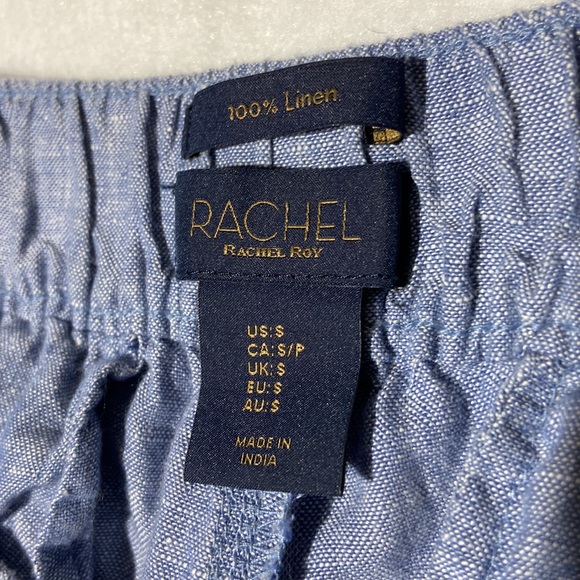 100% Linen
RACHEL
RACHEL ROY
US:S
CA:S/P
UK:S
EU:S
AU:S
MADE IN
INDIA